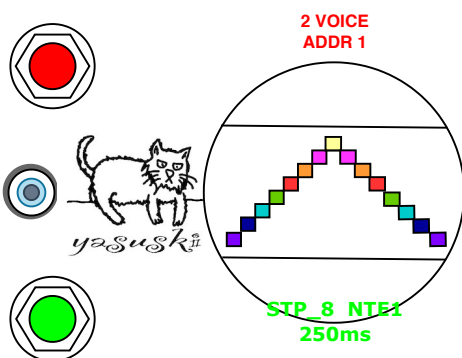 2 VOICE
ADDR 1
yasuski
STP_8 NTE1
250ms